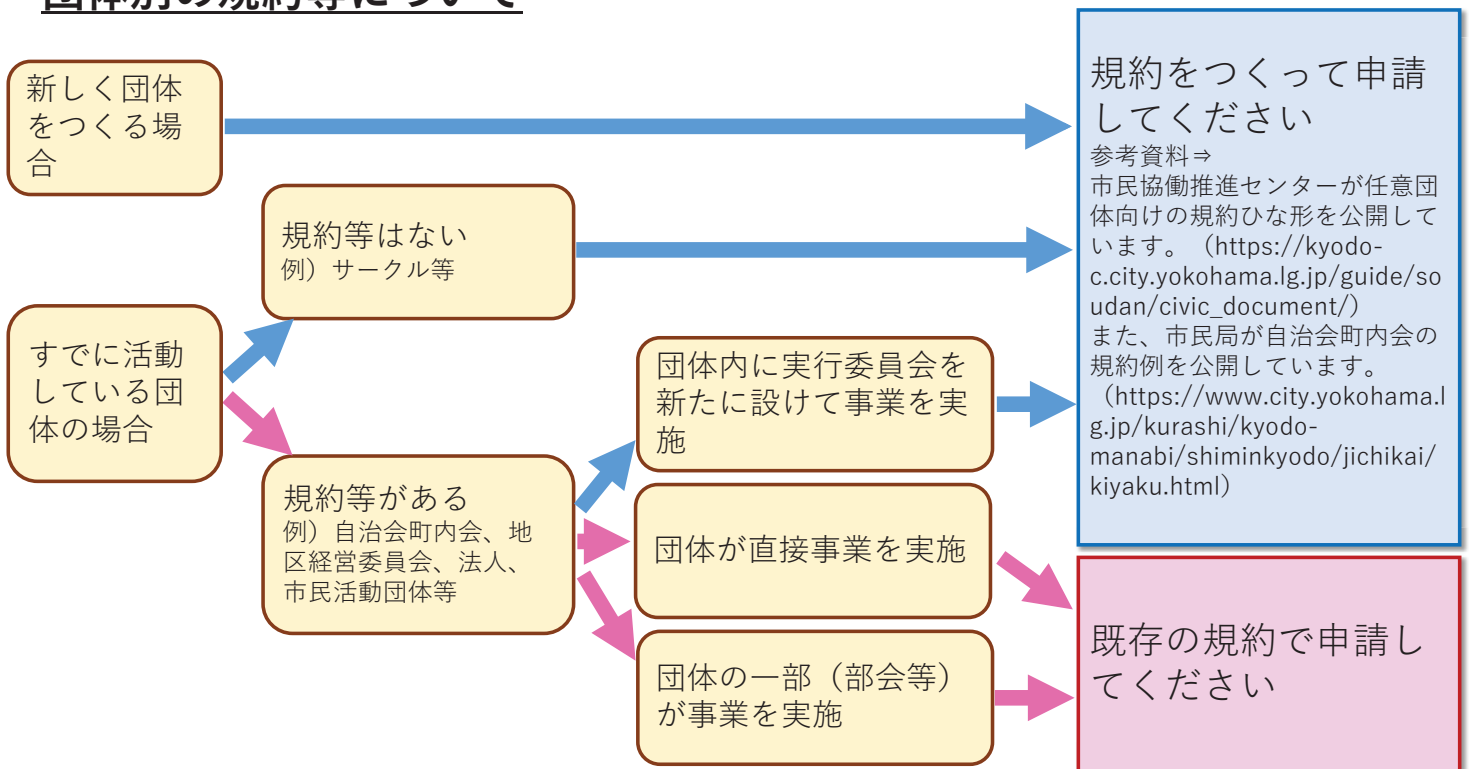 団体別の規約等について
新しく団体
をつくる場
合
規約等はない
例）サークル等
すでに活動
している団
体の場合
規約等がある
例）自治会町内会、地
区経営委員会、法人、
市民活動団体等
団体内に実行委員会を
新たに設けて事業を実
施
団体が直接事業を実施
団体の一部（部会等）
が事業を実施
規約をつくって申請
してください
参考資料⇒
市民協働推進センターが任意団
体向けの規約ひな形を公開して
います。（https://kyodo-
c.city.yokohama.lg.jp/guide/so
udan/civic_document/）
また、市民局が自治会町内会の
規約例を公開しています。
（https://www.city.yokohama.l
g.jp/kurashi/kyodo-
manabi/shiminkyodo/jichikai/
kiyaku.html）
既存の規約で申請し
てください